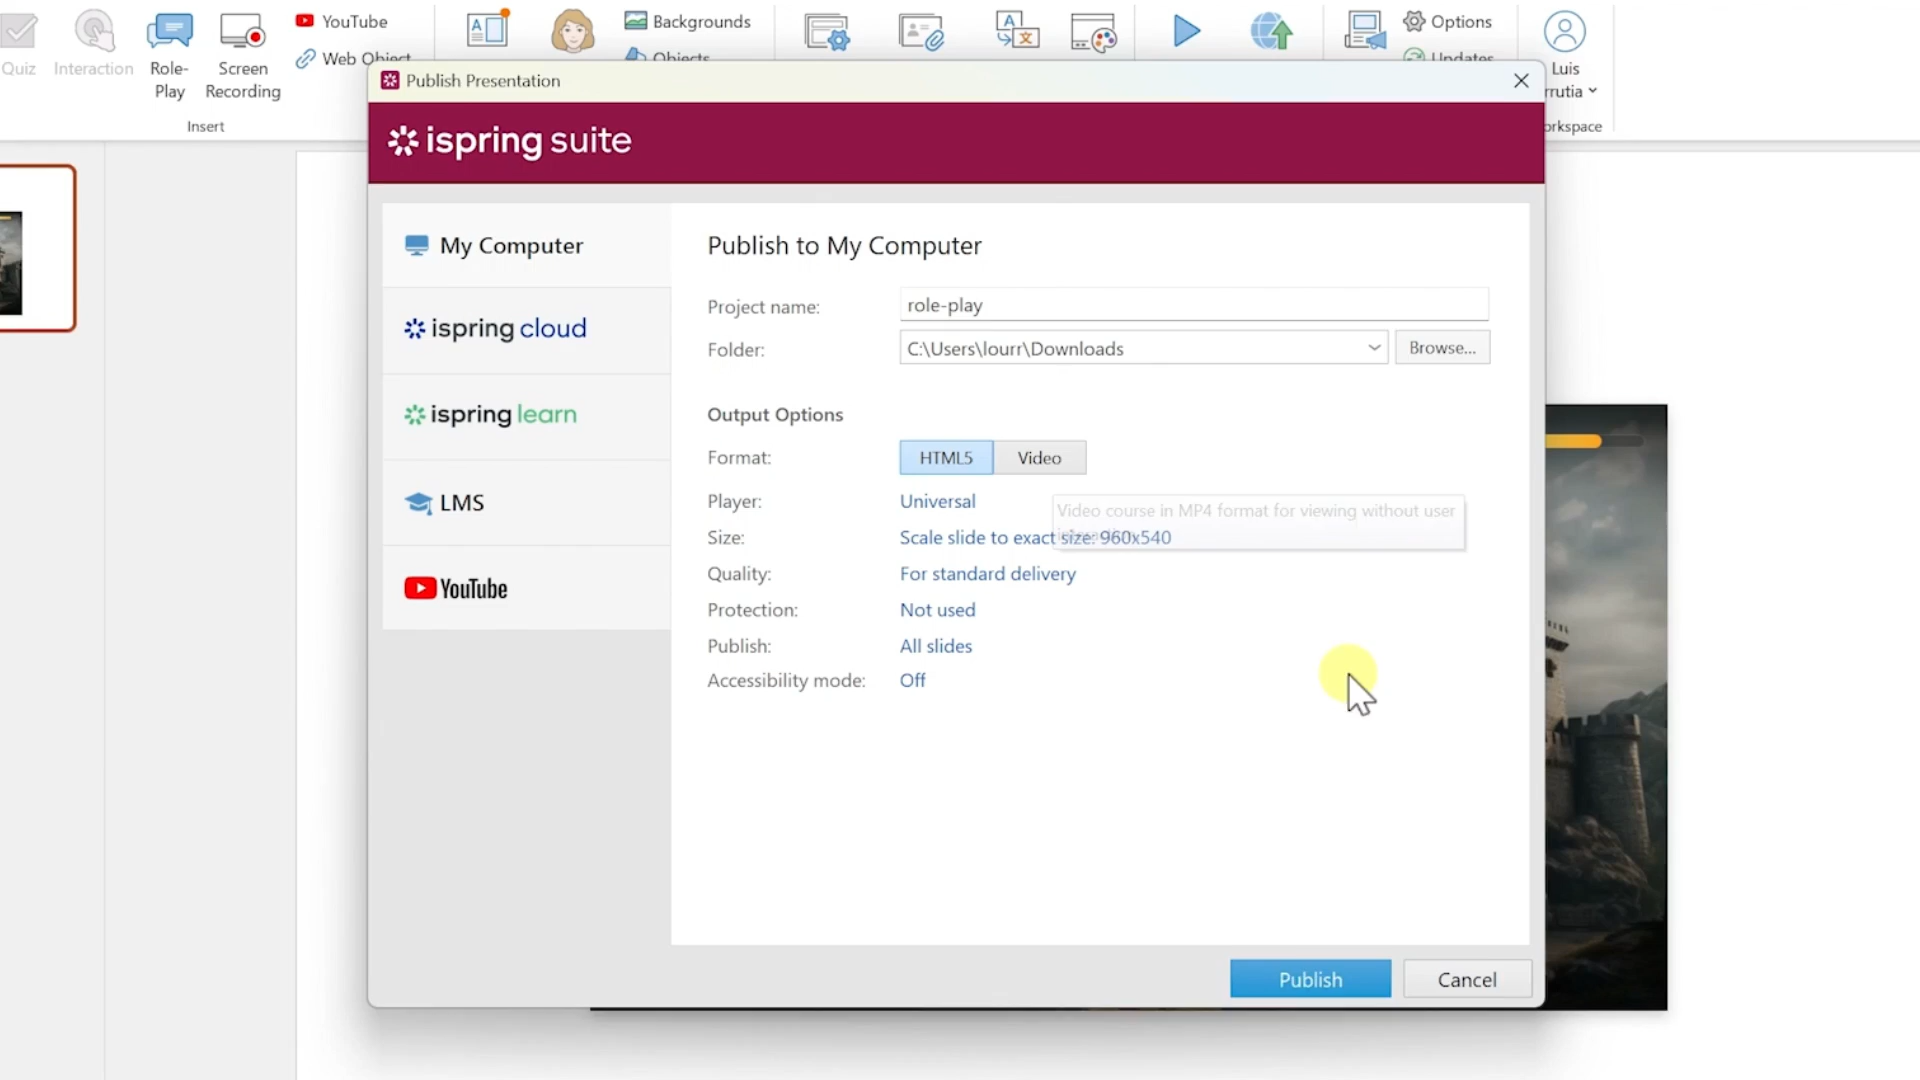 Quiz
Interaction
Role-
Play
Screen
Recording
YouTube
Web Object
Insert
Backgrounds
Objects
Options
Updates
Luis
rrutia
orkspace
Publish Presentation
ispring suite
My Computer
ispring cloud
ispring learn
LMS
YouTube
Publish to My Computer
Project name: role-play
Folder: C:\Users\lourr\Downloads Browse...
Output Options
Format: HTML5 Video
Player: Universal
Video course in MP4 format for viewing without user
Size: Scale slide to exact size: 960x540
Quality: For standard delivery
Protection: Not used
Publish: All slides
Accessibility mode: Off
Publish Cancel